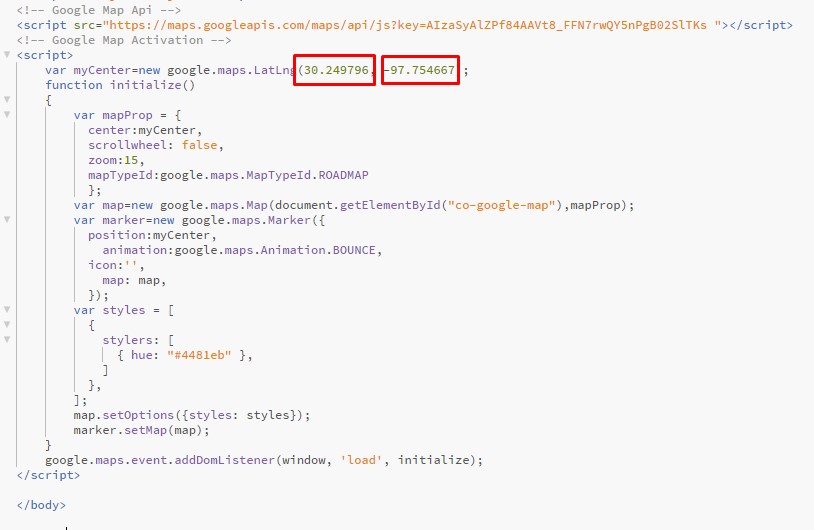 <!-- Google Map Api -->
<script src="https://maps.googleapis.com/maps/api/js?key=AIzaSyAlZPf84AAVt8_FFN7rwQY5nPgB02SlTKs "></script>
<!-- Google Map Activation -->
<script>
var myCenter=new google.maps.LatLng(30.249796, -97.754667);
function initialize()
{
var mapProp = {
center:myCenter,
scrollwheel: false,
zoom:15,
mapTypeId:google.maps.MapTypeId.ROADMAP
};
var map=new google.maps.Map(document.getElementById("co-google-map"),mapProp);
var marker=new google.maps.Marker({
position:myCenter,
animation:google.maps.Animation.BOUNCE,
icon:'',
map: map,
});
var styles = [
{
stylers: [
{ hue: "#4481eb" },
]
},
];
map.setOptions({styles: styles});
marker.setMap(map);
}
google.maps.event.addDomListener(window, 'load', initialize);
</script>
</body>